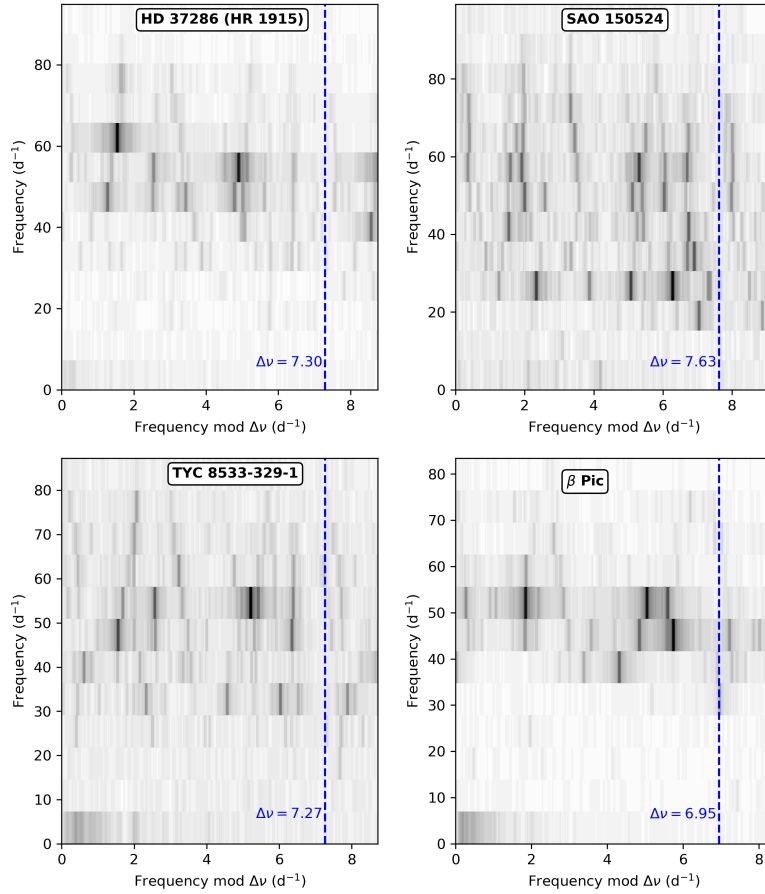 HD 37286 (HR 1915)
Frequency (d⁻¹)
80
60
40
20
0
Δν = 7.30
0 2 4 6 8
Frequency mod Δν (d⁻¹)
SAO 150524
Frequency (d⁻¹)
80
60
40
20
0
Δν = 7.63
0 2 4 6 8
Frequency mod Δν (d⁻¹)
TYC 8533-329-1
Frequency (d⁻¹)
80
70
60
50
40
30
20
10
0
Δν = 7.27
0 2 4 6 8
Frequency mod Δν (d⁻¹)
β Pic
Frequency (d⁻¹)
80
70
60
50
40
30
20
10
0
Δν = 6.95
0 2 4 6 8
Frequency mod Δν (d⁻¹)